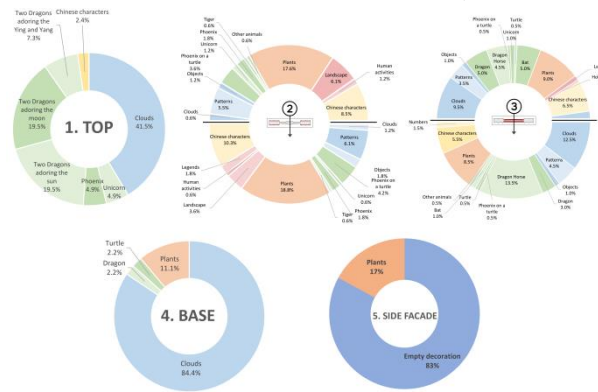 Two Dragons
adoring the
Ying and Yang
7.3%
Chinese characters
2.4%
Two Dragons
adoring the
moon
19.5%
Two Dragons
adoring the
sun
19.5%
Phoenix
4.9%
Unicorn
4.9%
Clouds
41.5%
1. TOP
Tiger
0.6%
Phoenix
1.8%
Unicorn
1.2%
Phoenix on a
turtle
3.6%
Objects
1.2%
Patterns
5.5%
Clouds
0.6%
Other animals
0.6%
Plants
17.6%
Landscape
6.1%
Human
activities
1.2%
Chinese characters
8.5%
2
Chinese characters
10.3%
Legends
1.8%
Human
activities
0.6%
Landscape
3.6%
Plants
18.8%
Tiger
0.6%
Phoenix
1.8%
Unicorn
0.6%
Phoenix on
a turtle
4.2%
Objects
1.8%
Patterns
6.1%
Clouds
1.2%
Phoenix on a
turtle
0.5%
Turtle
0.5%
Unicorn
1.0%
Objects
1.0%
Dragon
5.0%
Dragon
Horse
4.5%
Bat
5.0%
Plants
9.0%
Patterns
3.5%
Clouds
9.5%
Chinese characters
6.5%
3
Numbers
1.5%
Chinese characters
5.5%
Plants
8.5%
Other animals
0.5%
Bat
1.0%
Turtle
0.5%
Phoenix on a
turtle
0.5%
Dragon Horse
13.5%
Dragon
3.0%
Objects
1.0%
Patterns
4.5%
Clouds
12.5%
Turtle
2.2%
Dragon
2.2%
Plants
11.1%
4. BASE
Clouds
84.4%
Plants
17%
5. SIDE FACADE
Empty decoration
83%